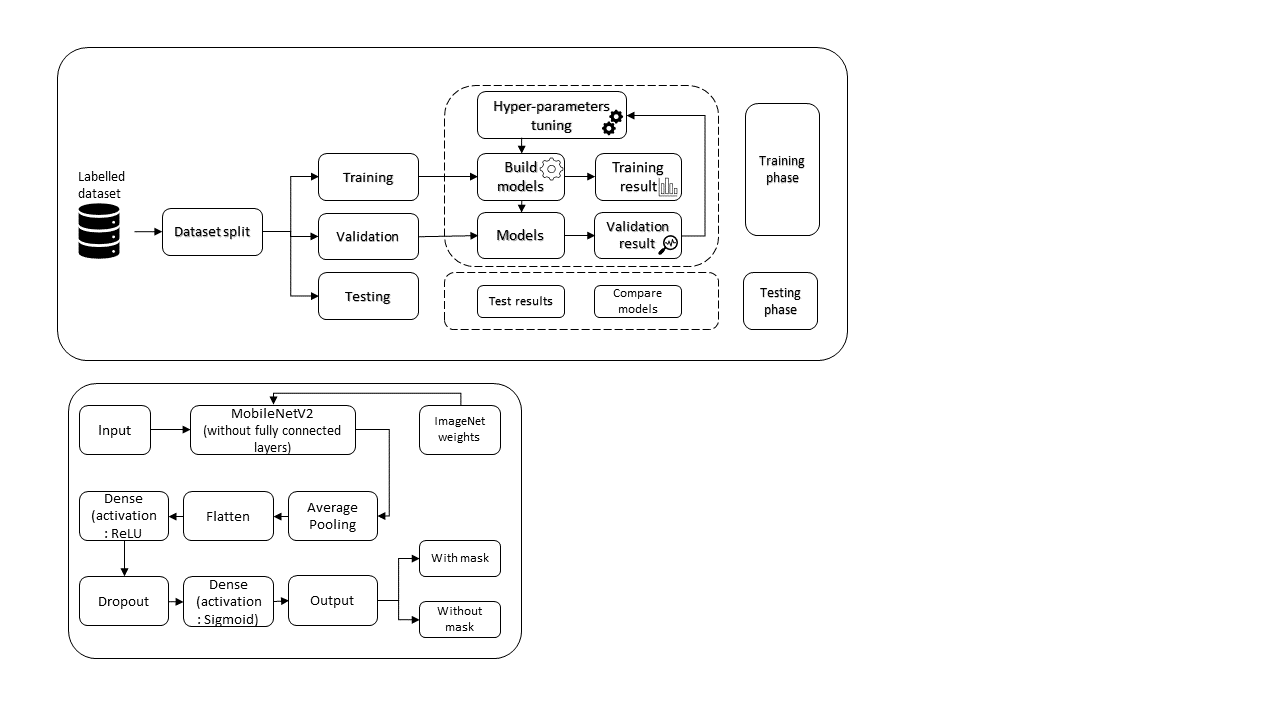 Labelled
dataset
Dataset split
Training
Validation
Testing
Hyper-parameters
tuning
Build
models
Training
result
Models
Validation
result
Test results
Compare
models
Training
phase
Testing
phase
Input
MobileNetV2
(without fully connected
layers)
ImageNet
weights
Average
Pooling
Flatten
Dense
(activation
: ReLU
Dropout
Dense
(activation
: Sigmoid)
Output
With mask
Without
mask